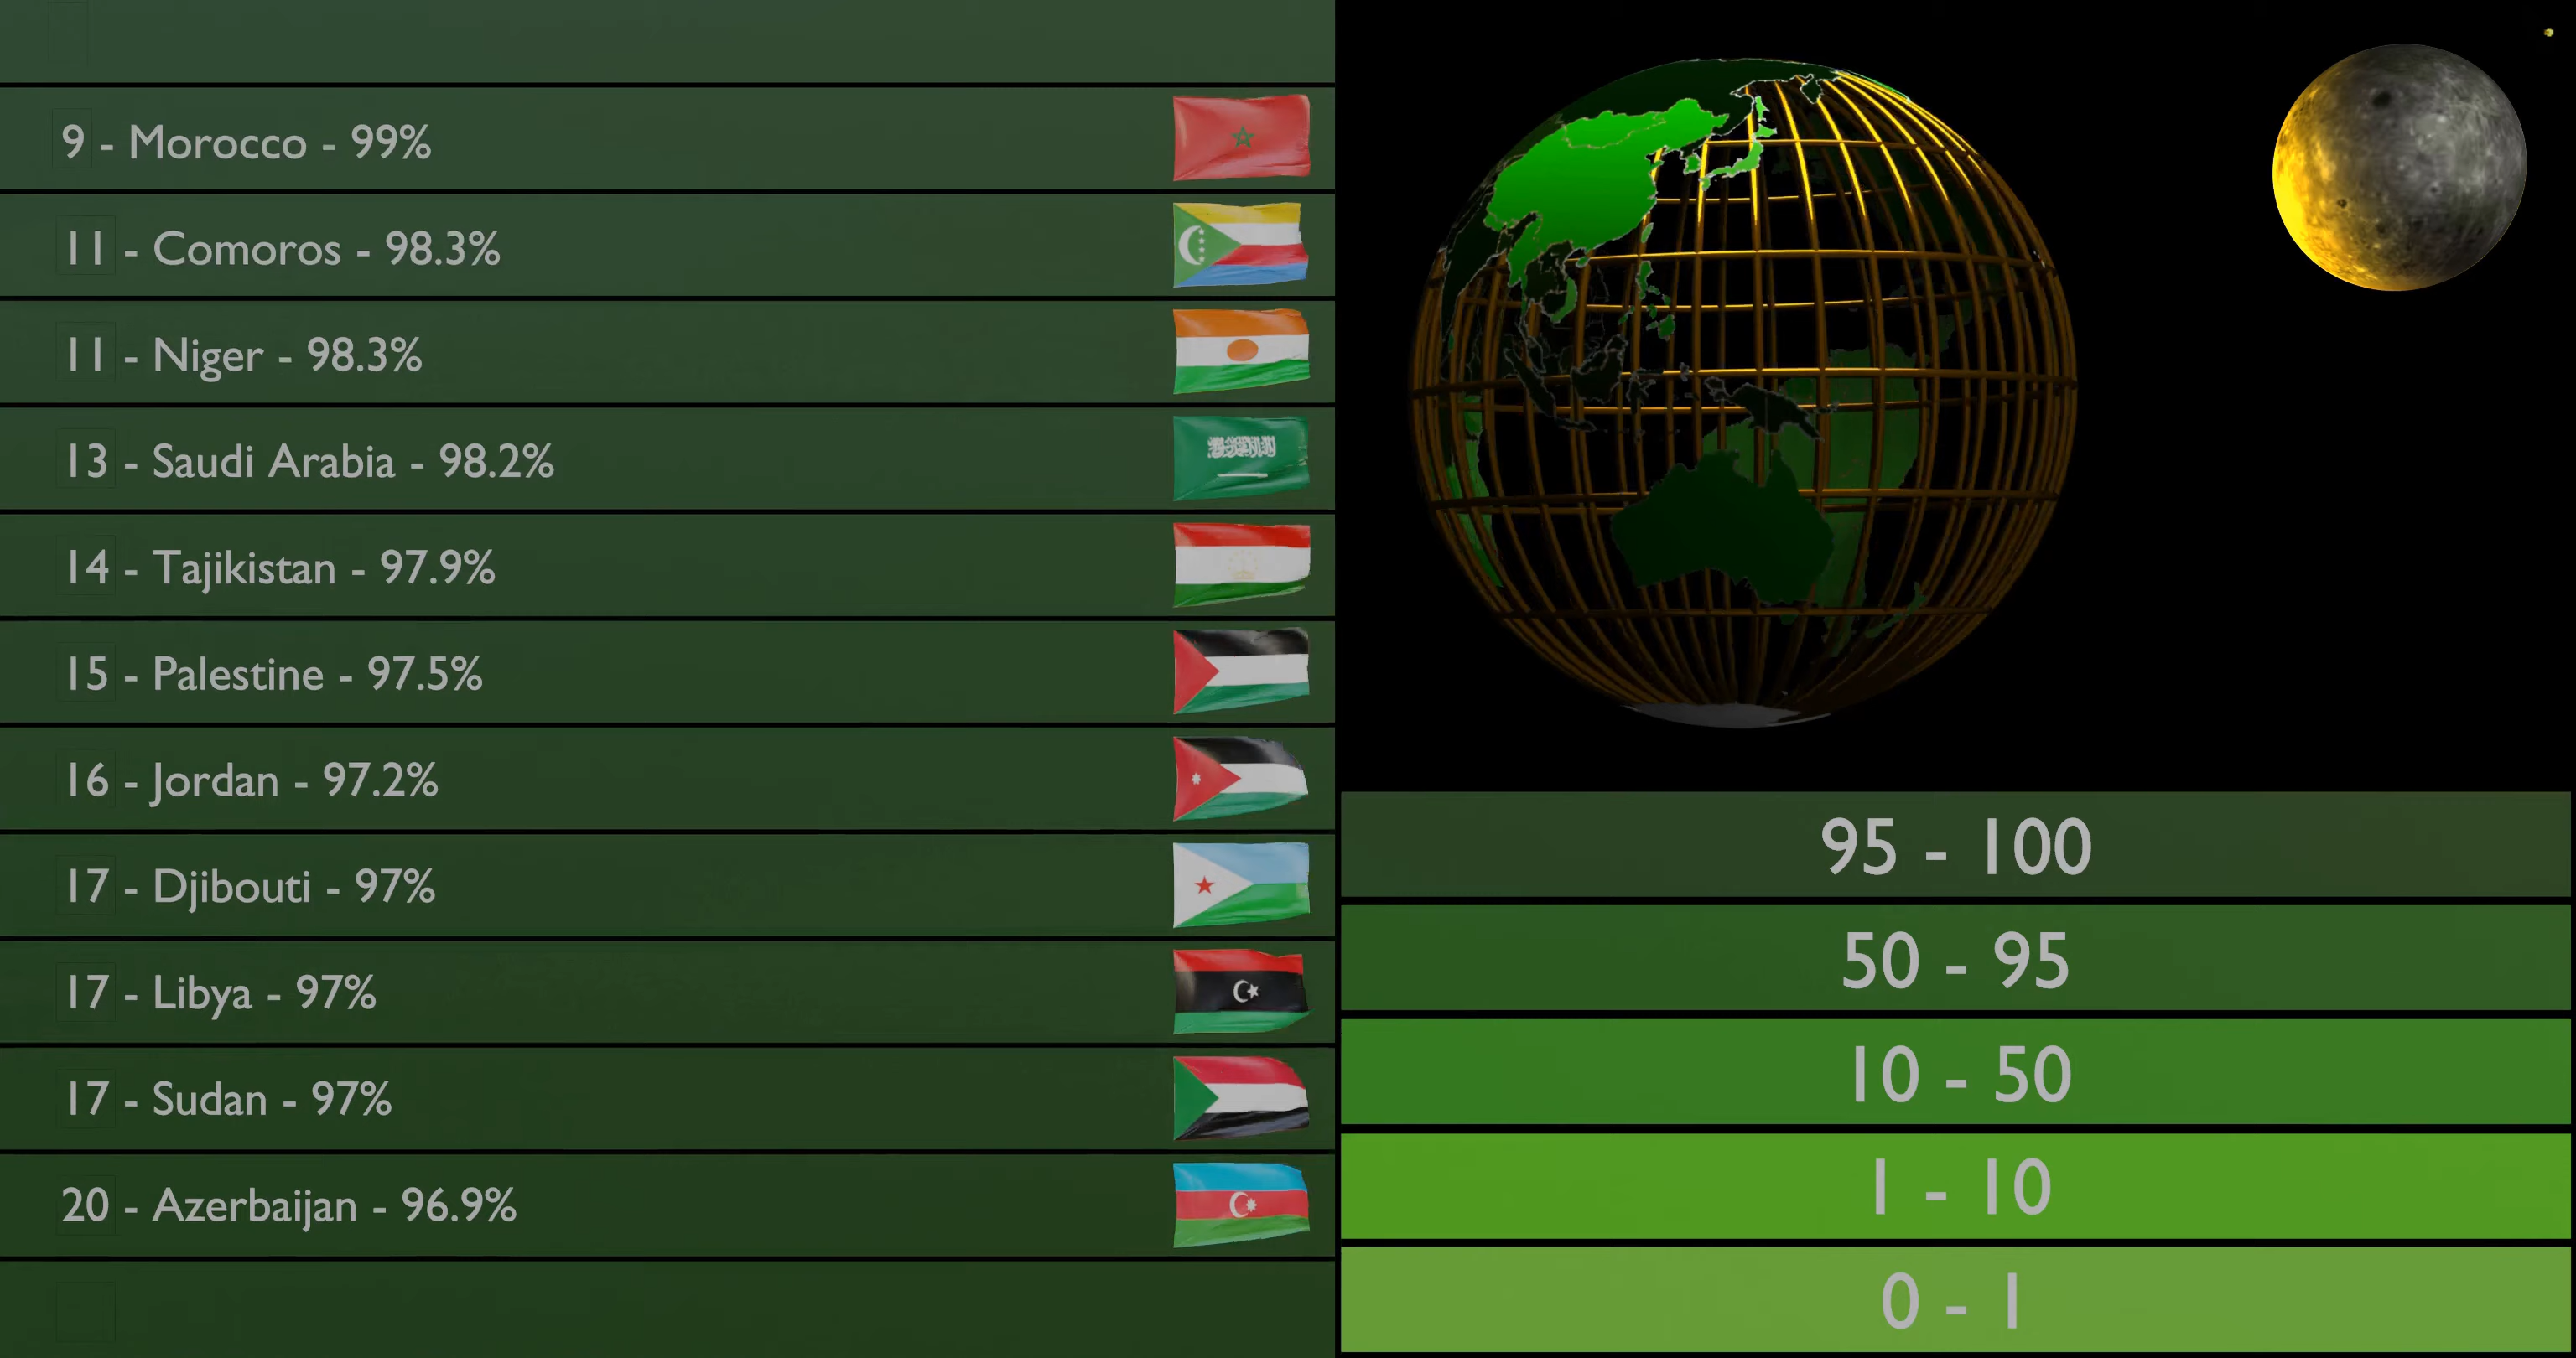 9 - Morocco - 99%
11 - Comoros - 98.3%
11 - Niger - 98.3%
13 - Saudi Arabia - 98.2%
14 - Tajikistan - 97.9%
15 - Palestine - 97.5%
16 - Jordan - 97.2%
17 - Djibouti - 97%
17 - Libya - 97%
17 - Sudan - 97%
20 - Azerbaijan - 96.9%
95 - 100
50 - 95
10 - 50
1 - 10
0 - 1